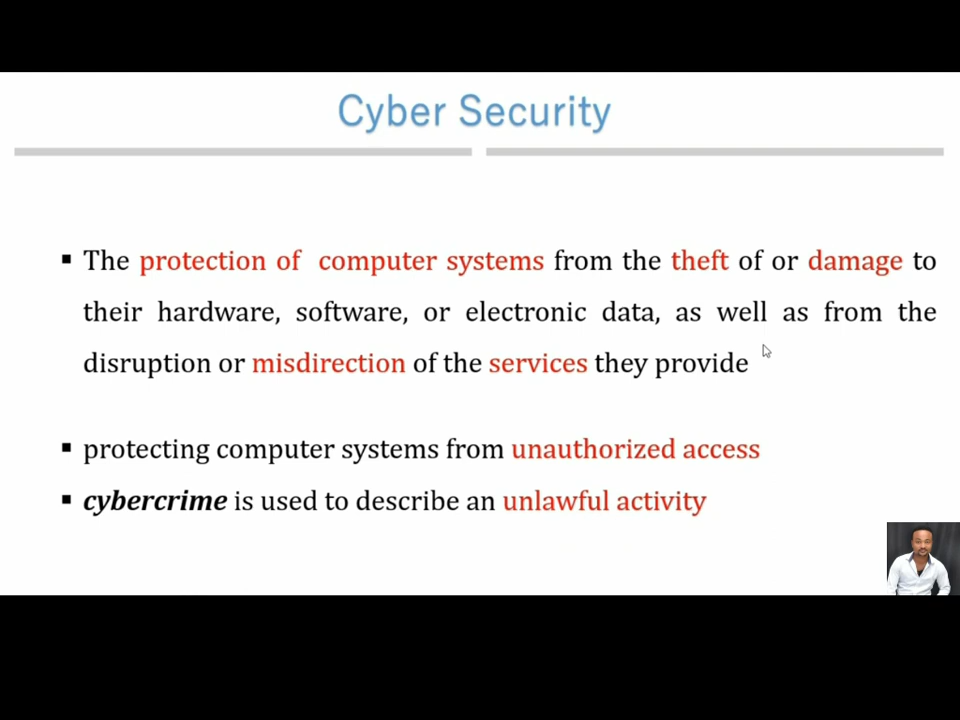 Cyber Security
▪ The protection of computer systems from the theft of or damage to
their hardware, software, or electronic data, as well as from the
disruption or misdirection of the services they provide
▪ protecting computer systems from unauthorized access
▪ cybercrime is used to describe an unlawful activity